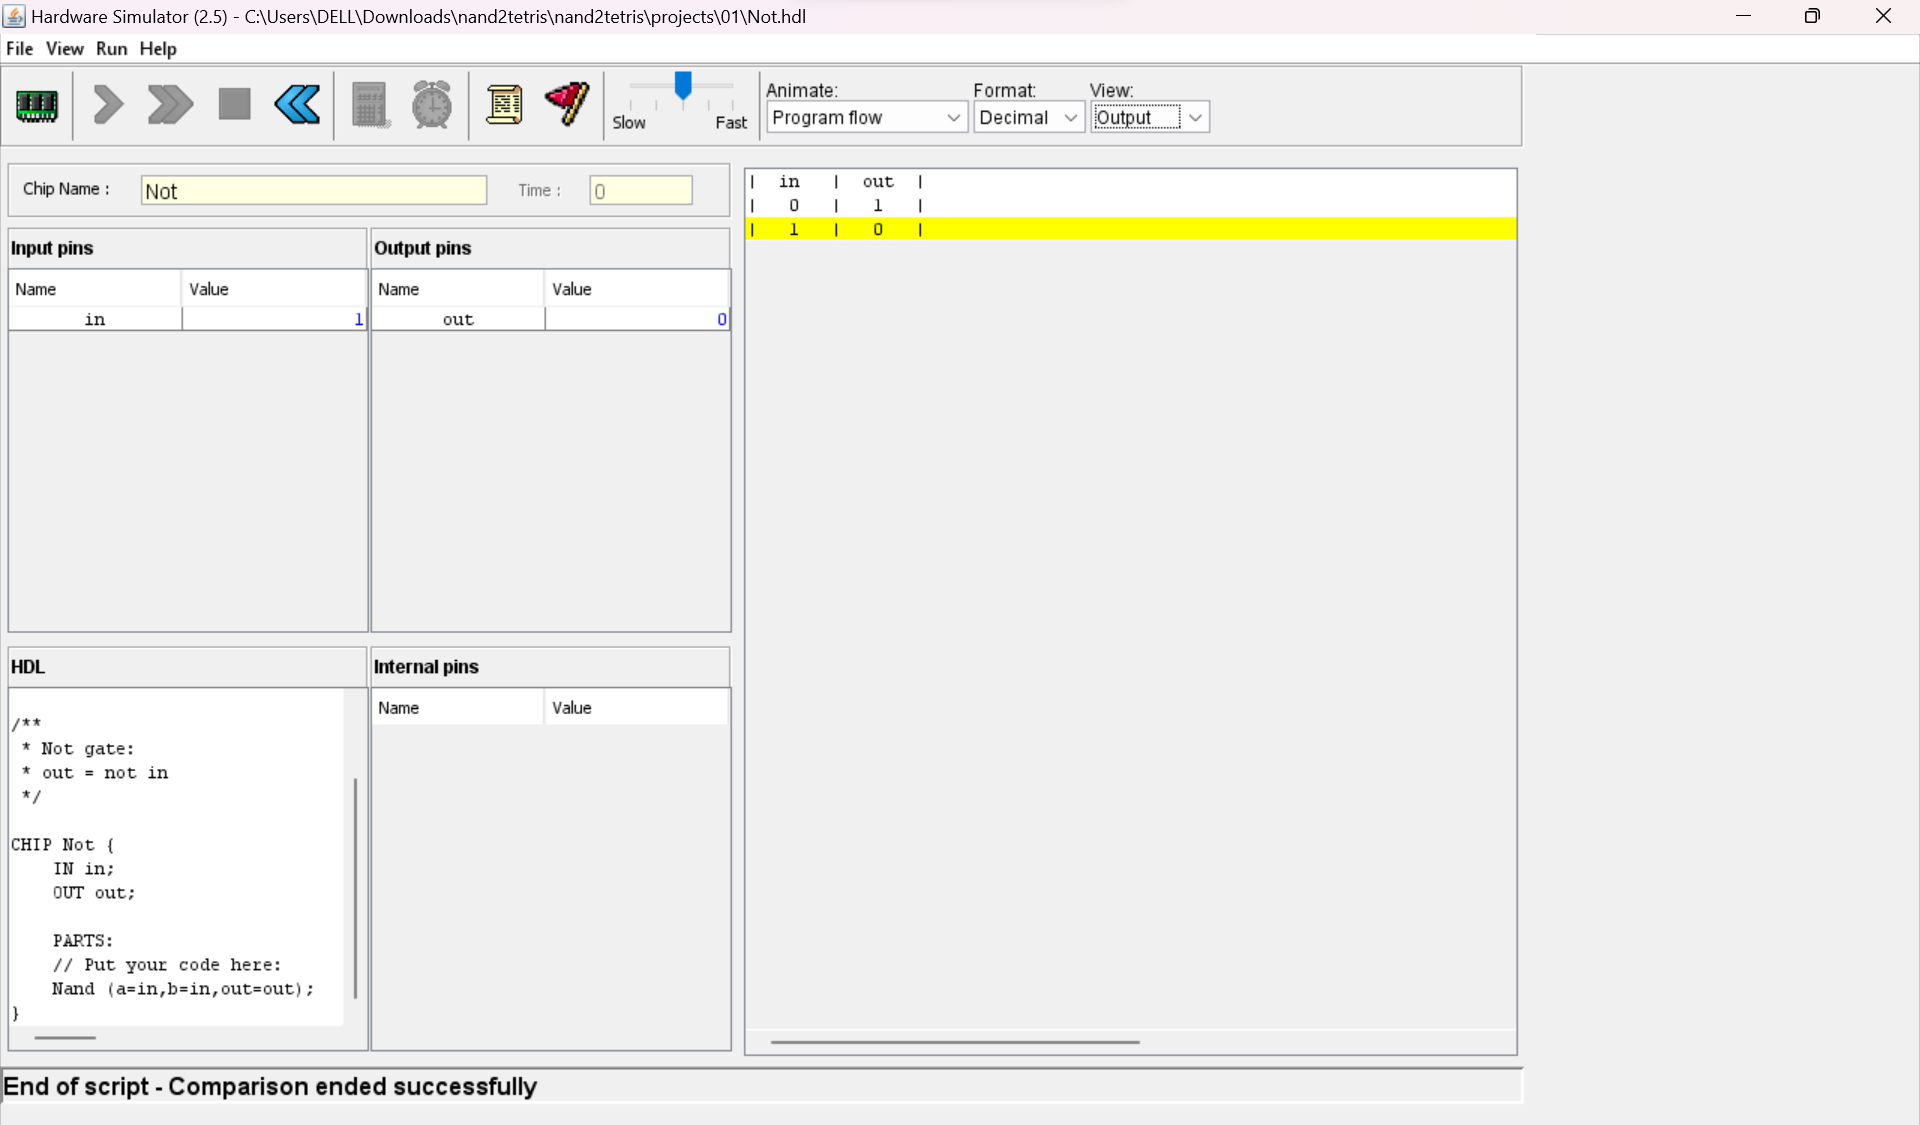 Hardware Simulator (2.5) - C:\Users\DELL\Downloads\nand2tetris\nand2tetris\projects\01\Not.hdl
File View Run Help
Slow Fast
Animate: Format: View:
Program flow Decimal Output
Chip Name : Not Time : 0
Input pins
Name Value
in 1
Output pins
Name Value
out 0
HDL
/**
* Not gate:
* out = not in
*/
CHIP Not {
IN in;
OUT out;
PARTS:
// Put your code here:
Nand (a=in,b=in,out=out);
}
Internal pins
Name Value
| in | out |
| 0 | 1 |
| 1 | 0 |
End of script - Comparison ended successfully